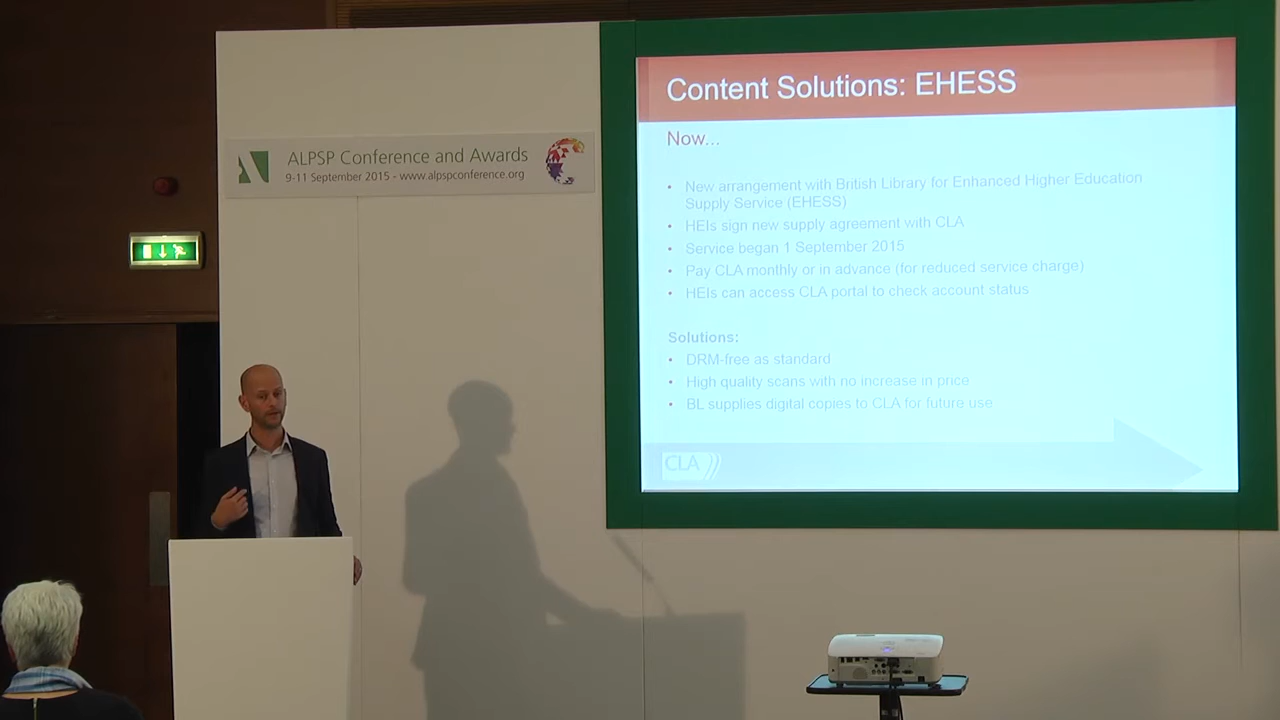 ALPSP Conference and Awards
9-11 September 2015 - www.alpspconference.org
Content Solutions: EHESS
Now...
• New arrangement with British Library for Enhanced Higher Education
Supply Service (EHESS)
• HEIs sign new supply agreement with CLA
• Service began 1 September 2015
• Pay CLA monthly or in advance (for reduced service charge)
• HEIs can access CLA portal to check account status
Solutions:
• DRM-free as standard
• High quality scans with no increase in price
• BL supplies digital copies to CLA for future use
CLA